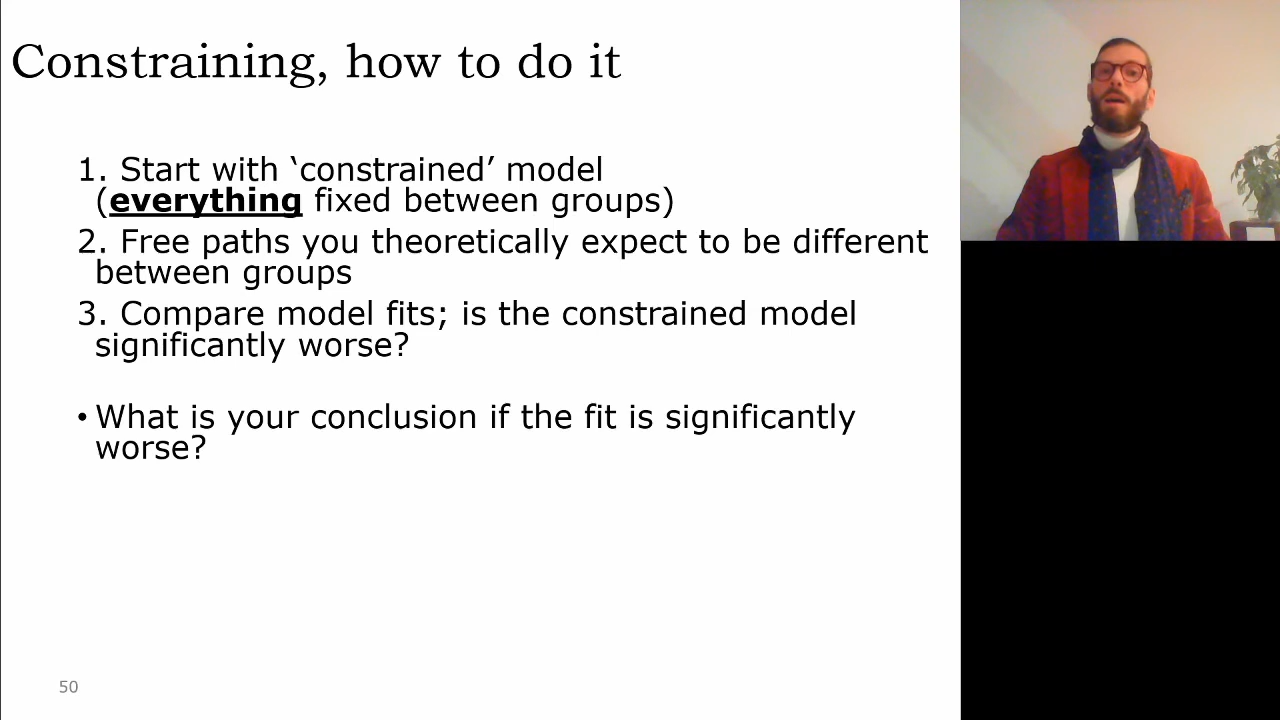 Constraining, how to do it
1. Start with ‘constrained’ model
(everything fixed between groups)
2. Free paths you theoretically expect to be different
between groups
3. Compare model fits; is the constrained model
significantly worse?
• What is your conclusion if the fit is significantly
worse?
50